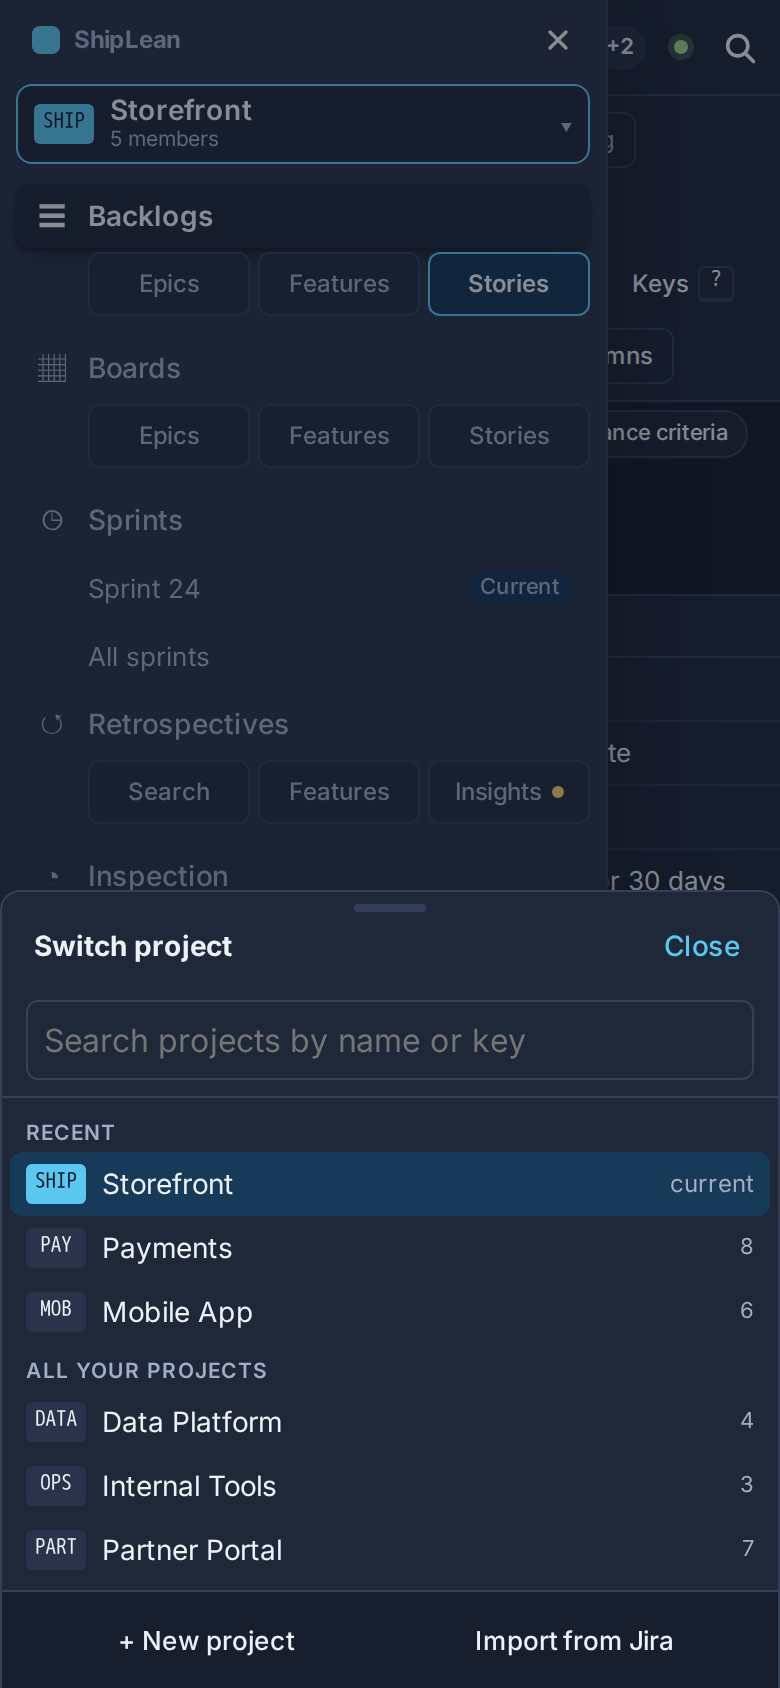 ShipLean ✕ +2
SHIP Storefront
5 members
Backlogs
Epics Features Stories Keys ?
Boards
Epics Features Stories
Sprints
Sprint 24 Current
All sprints
Retrospectives
Search Features Insights
Inspection 30 days
Switch project Close
Search projects by name or key
RECENT
SHIP Storefront current
PAY Payments 8
MOB Mobile App 6
ALL YOUR PROJECTS
DATA Data Platform 4
OPS Internal Tools 3
PART Partner Portal 7
+ New project Import from Jira
criteria